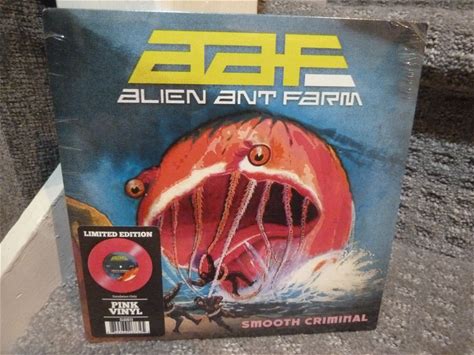 aaf
ALIEN ANT FARM
LIMITED EDITION
PINK
VINYL
SMOOTH CRIMINAL